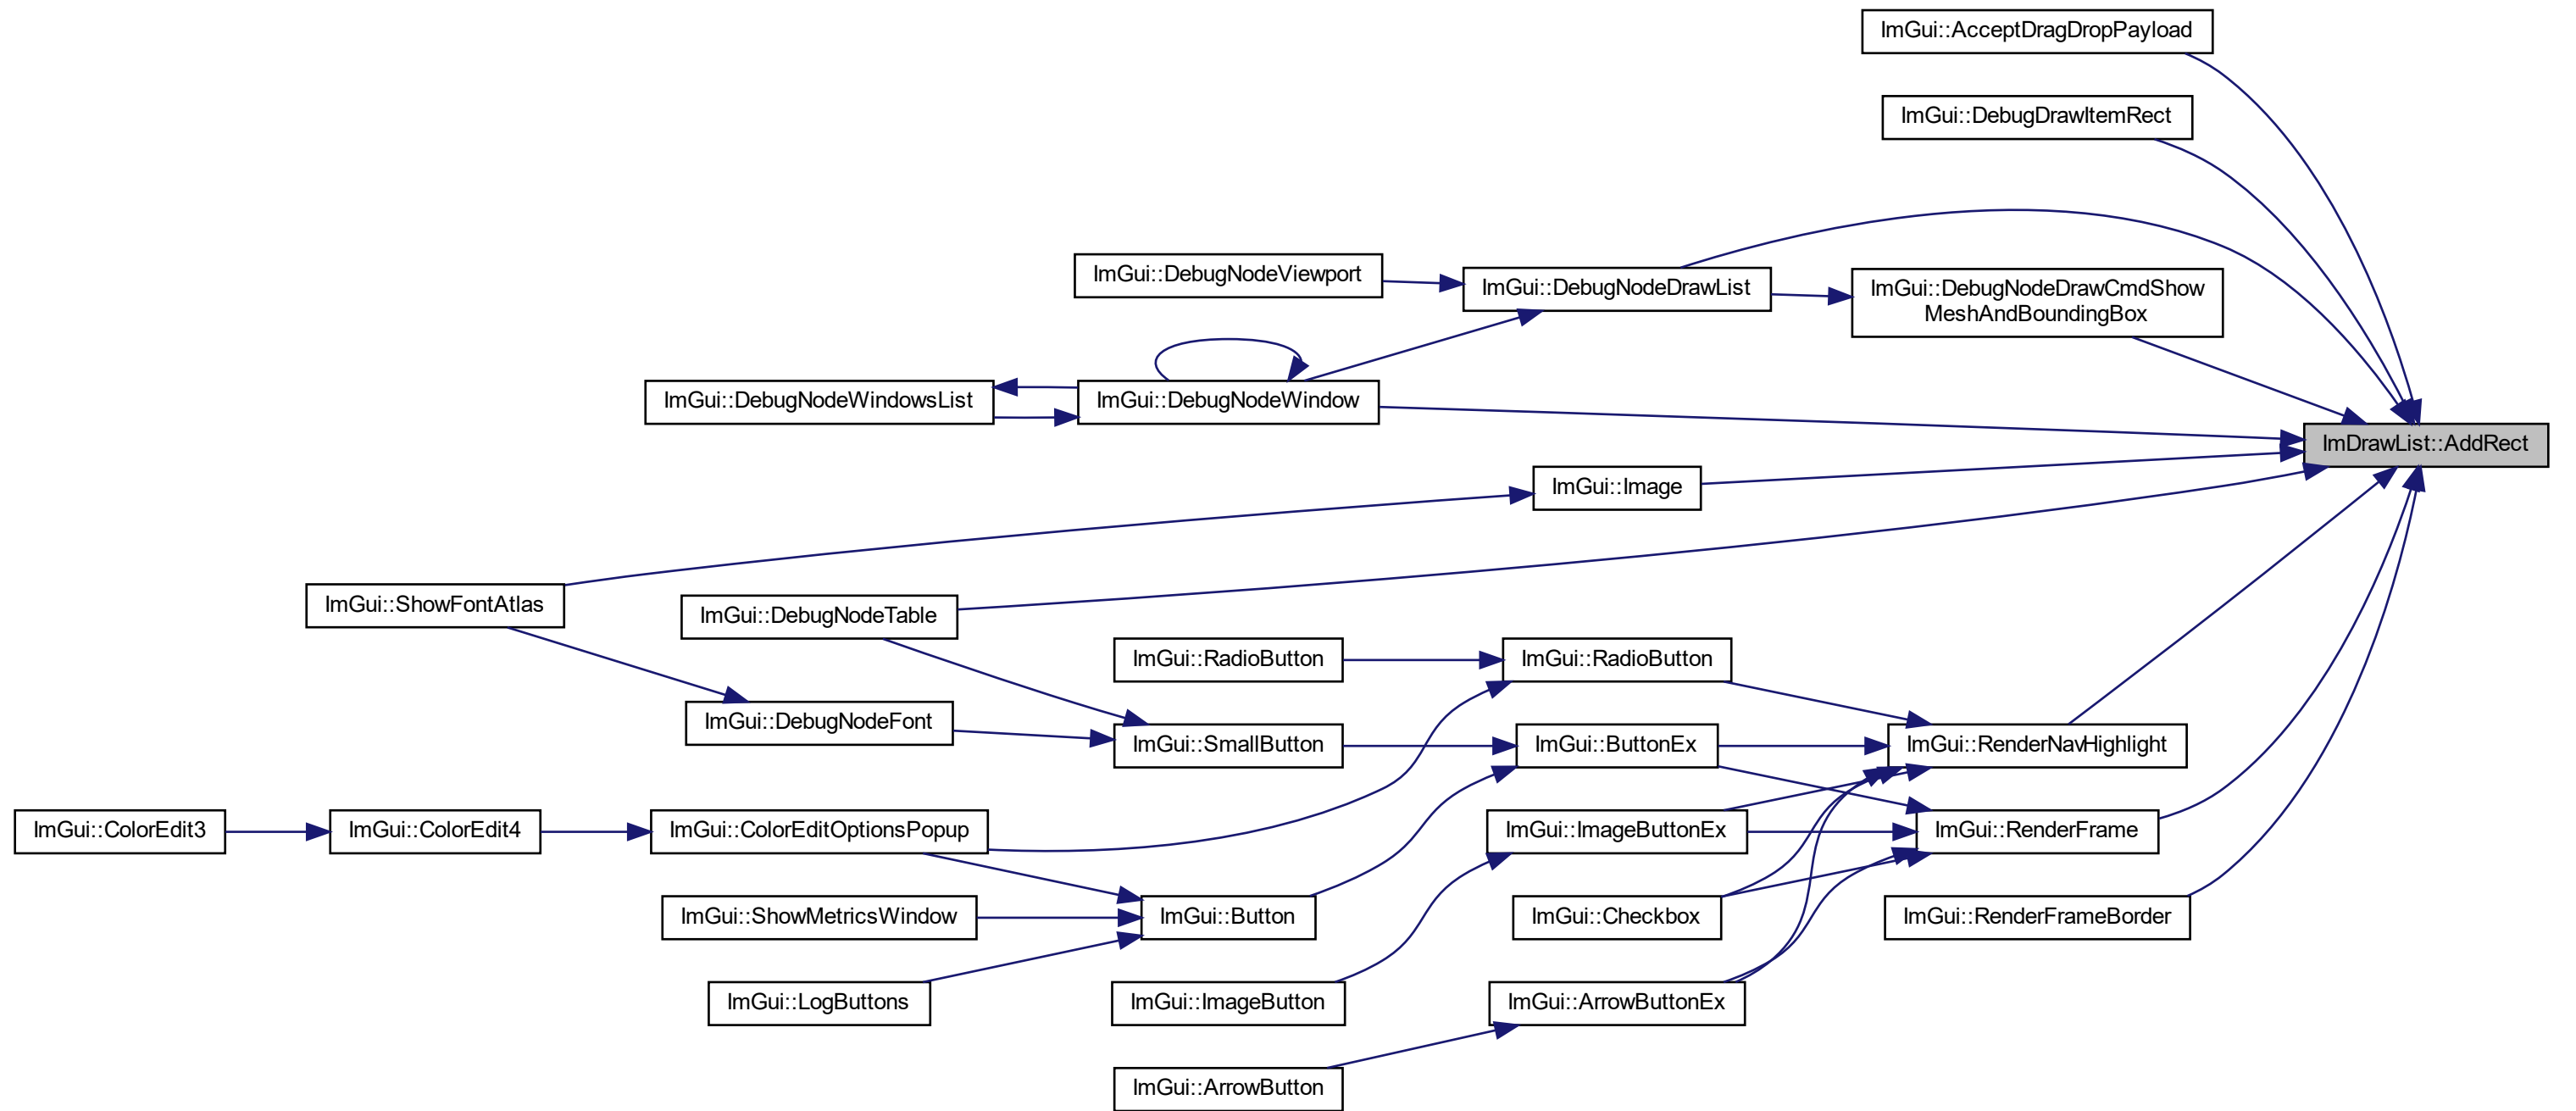 ImGui::AcceptDragDropPayload
ImGui::DebugDrawItemRect
ImGui::DebugNodeViewport
ImGui::DebugNodeDrawList
ImGui::DebugNodeDrawCmdShow
MeshAndBoundingBox
ImGui::DebugNodeWindowsList
ImGui::DebugNodeWindow
ImDrawList::AddRect
ImGui::Image
ImGui::ShowFontAtlas
ImGui::DebugNodeTable
ImGui::RadioButton
ImGui::RadioButton
ImGui::DebugNodeFont
ImGui::SmallButton
ImGui::ButtonEx
ImGui::RenderNavHighlight
ImGui::ColorEdit3
ImGui::ColorEdit4
ImGui::ColorEditOptionsPopup
ImGui::ImageButtonEx
ImGui::RenderFrame
ImGui::ShowMetricsWindow
ImGui::Button
ImGui::Checkbox
ImGui::RenderFrameBorder
ImGui::LogButtons
ImGui::ImageButton
ImGui::ArrowButtonEx
ImGui::ArrowButton